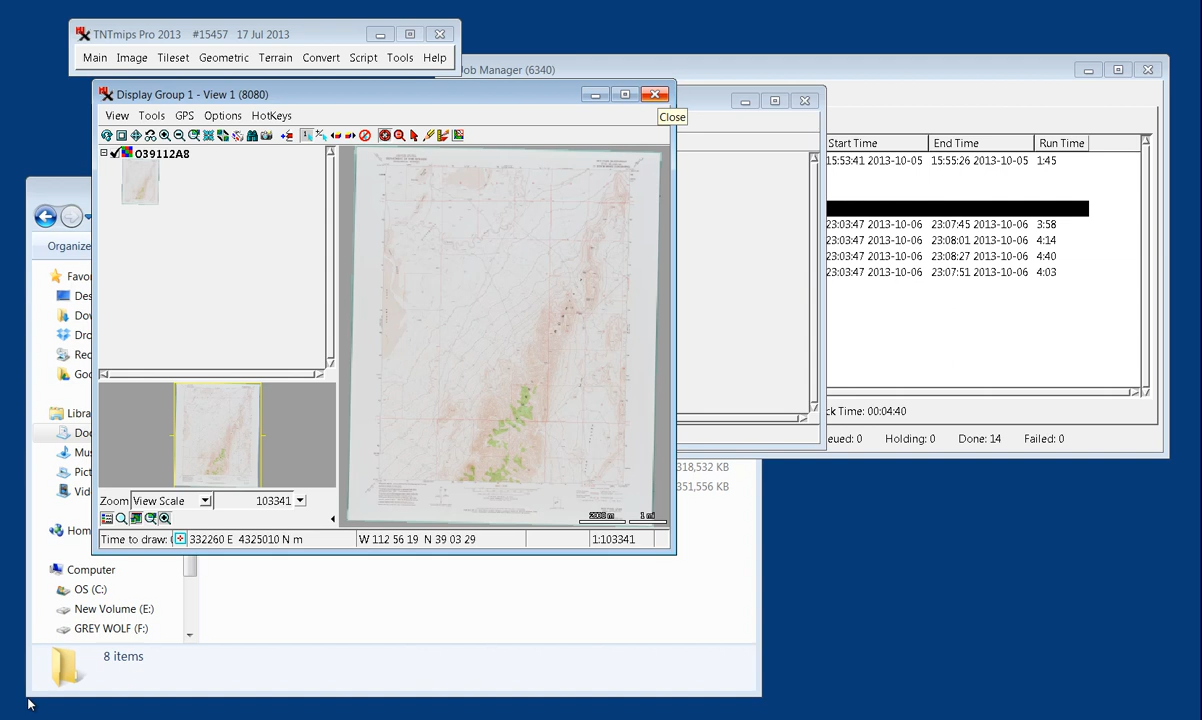 TNTmips Pro 2013 #15457 17 Jul 2013
Main Image Tileset Geometric Terrain Convert Script Tools Help
Job Manager (6340)
Display Group 1 - View 1 (8080)
Close
View Tools GPS Options HotKeys
039112A8
Start Time End Time Run Time
15:53:41 2013-10-05 15:55:26 2013-10-05 1:45
23:03:47 2013-10-06 23:07:45 2013-10-06 3:58
23:03:47 2013-10-06 23:08:01 2013-10-06 4:14
23:03:47 2013-10-06 23:08:27 2013-10-06 4:40
23:03:47 2013-10-06 23:07:51 2013-10-06 4:03
ck Time: 00:04:40
eued: 0 Holding: 0 Done: 14 Failed: 0
318,532 KB
351,556 KB
Organize
Favor
Des
Dov
Dro
Rec
Goo
Libra
Doc
Mus
Pict
Vid
Hom
Computer
OS (C:)
New Volume (E:)
GREY WOLF (F:)
8 items
Zoom View Scale 103341
1 mi
Time to draw: 332260 E 4325010 N m W 112 56 19 N 39 03 29 1:103341